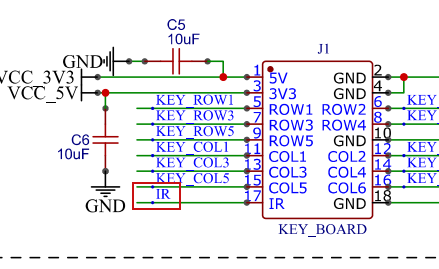 C5
10uF
GND
J1
VCC_3V3
1 5V GND 2
VCC_5V
3 3V3 GND 4
KEY_ROW1 5 ROW1 ROW2 6 KEY
KEY_ROW3 7 ROW3 ROW4 8 KEY
KEY_ROW5 9 ROW5 GND 10
C6
10uF
KEY_COL1 11 COL1 COL2 12 KEY
KEY_COL3 13 COL3 COL4 14 KEY
KEY_COL5 15 COL5 COL6 16 KEY
IR 17 IR GND 18
GND
KEY_BOARD